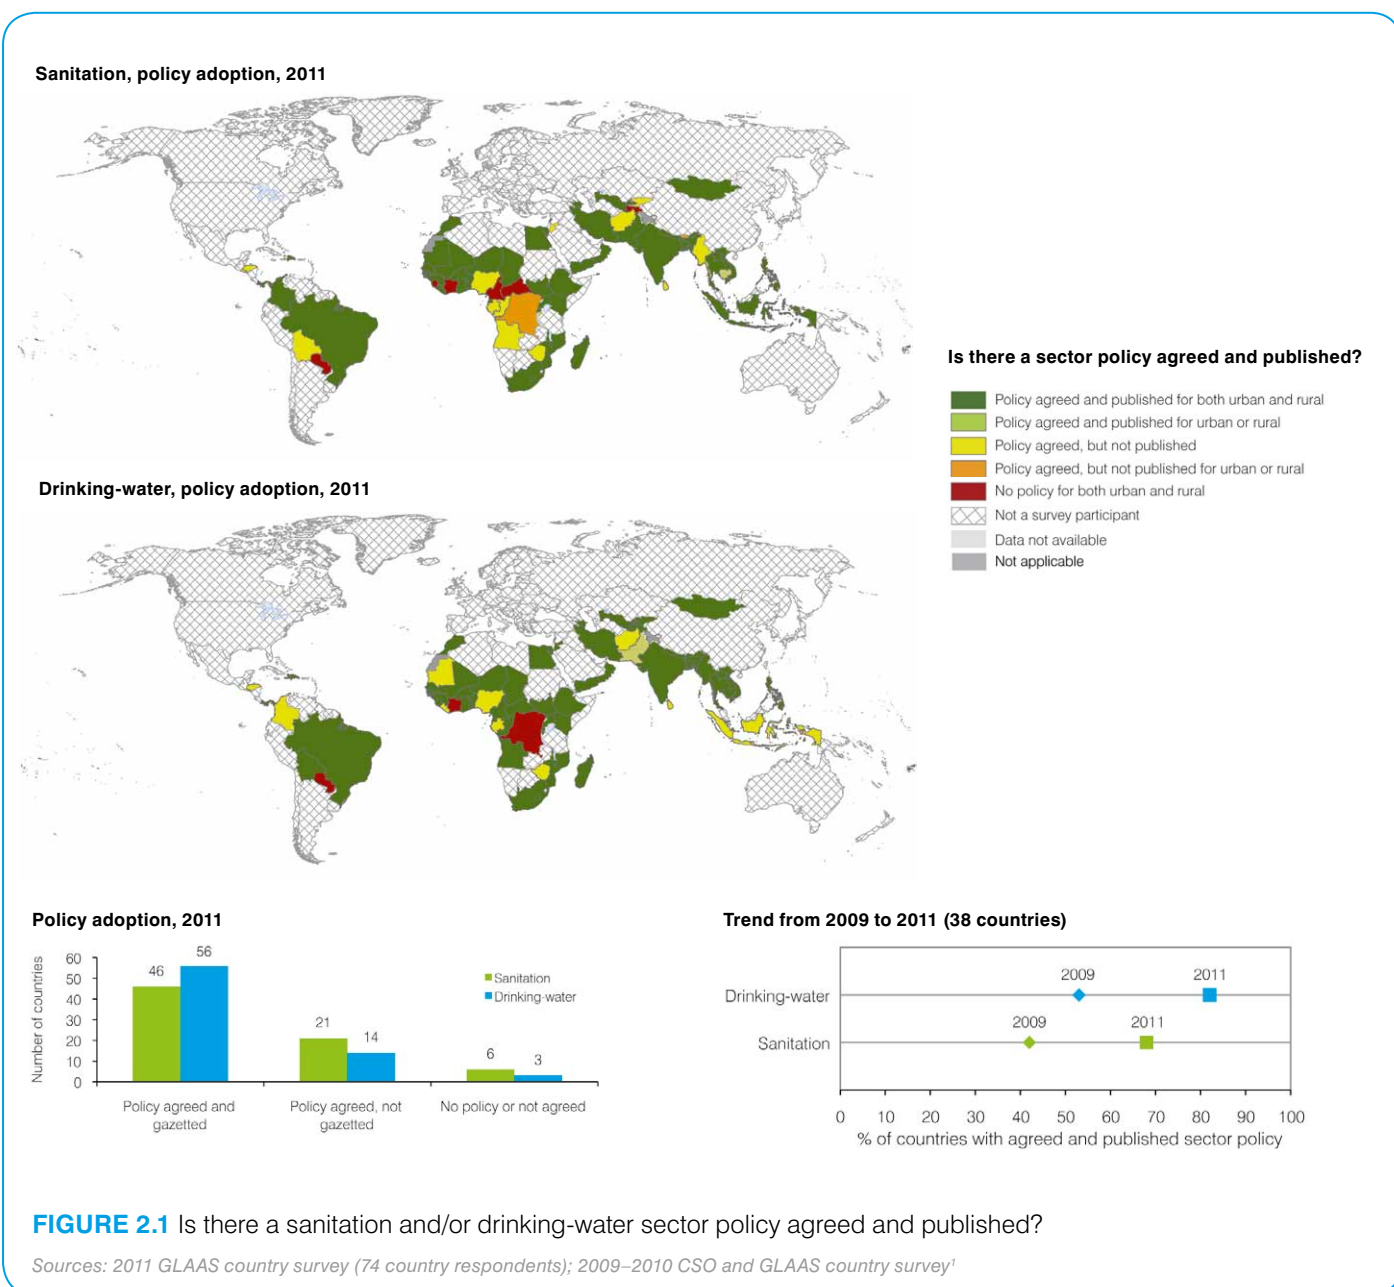 Sanitation, policy adoption, 2011
Is there a sector policy agreed and published?
Policy agreed and published for both urban and rural
Policy agreed and published for urban or rural
Policy agreed, but not published
Policy agreed, but not published for urban or rural
No policy for both urban and rural
Not a survey participant
Data not available
Not applicable
Drinking-water, policy adoption, 2011
Policy adoption, 2011
Number of countries
60
50
40
30
20
10
0
46
56
21
14
6
3
Sanitation
Drinking-water
Policy agreed and
gazetted
Policy agreed, not
gazetted
No policy or not agreed
Trend from 2009 to 2011 (38 countries)
Drinking-water
2009
2011
Sanitation
2009
2011
0 10 20 30 40 50 60 70 80 90 100
% of countries with agreed and published sector policy
FIGURE 2.1 Is there a sanitation and/or drinking-water sector policy agreed and published?
Sources: 2011 GLAAS country survey (74 country respondents); 2009–2010 CSO and GLAAS country survey¹